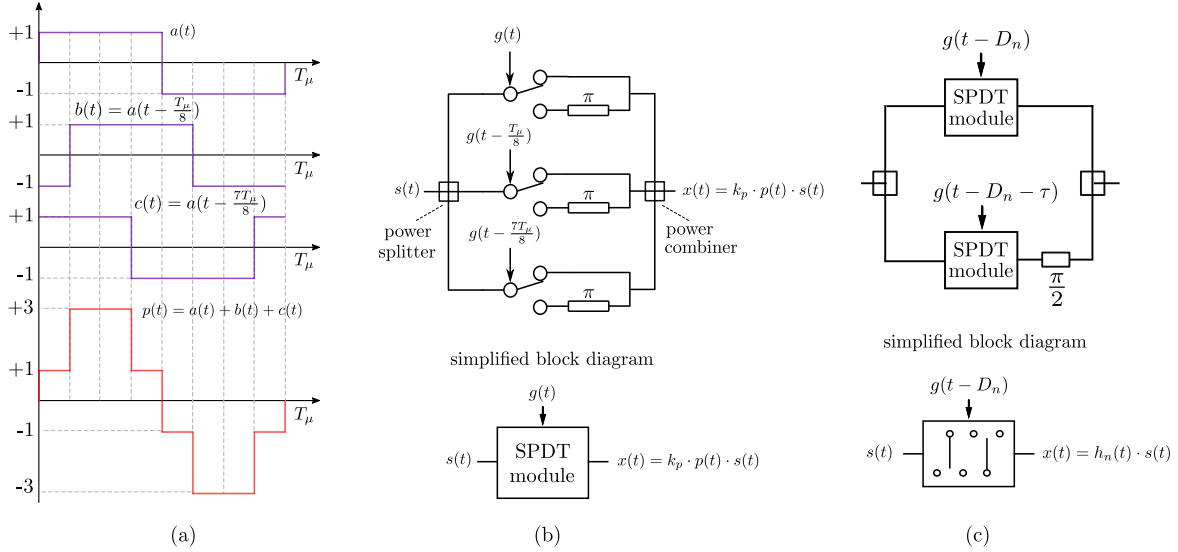 +1
a(t)
T_μ
-1
b(t) = a(t − T_μ/8)
+1
T_μ
-1
c(t) = a(t − 7T_μ/8)
+1
T_μ
-1
+3
p(t) = a(t) + b(t) + c(t)
+1
T_μ
-1
-3
(a)
g(t)
π
g(t − T_μ/8)
s(t)
π
x(t) = k_p · p(t) · s(t)
power
splitter
g(t − 7T_μ/8)
power
combiner
π
simplified block diagram
g(t)
s(t)
SPDT
module
x(t) = k_p · p(t) · s(t)
(b)
g(t − D_n)
SPDT
module
g(t − D_n − τ)
SPDT
module
π/2
simplified block diagram
g(t − D_n)
s(t)
x(t) = h_n(t) · s(t)
(c)